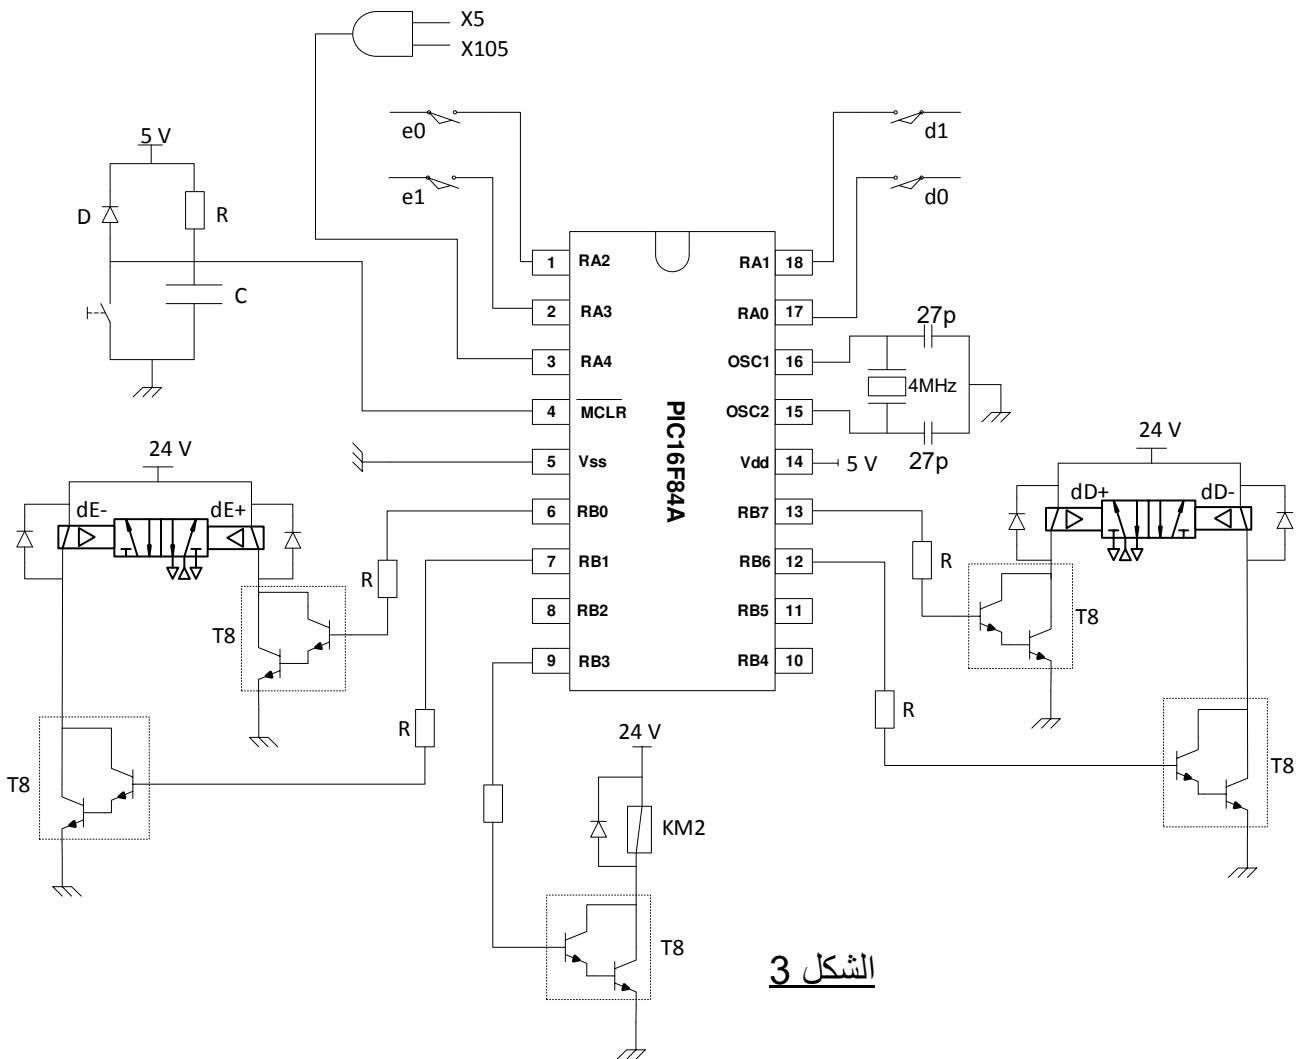 X5
X105
e0
d1
5 V
e1
d0
D
R
1
RA2
RA1
18
C
2
RA3
RA0
17
27p
3
RA4
OSC1
16
4MHz
4
MCLR
OSC2
15
PIC16F84A
24 V
24 V
5
Vss
Vdd
14
5 V
27p
dE-
dE+
dD+
dD-
6
RB0
RB7
13
7
RB1
RB6
12
R
R
8
RB2
RB5
11
T8
T8
9
RB3
RB4
10
R
R
24 V
T8
T8
KM2
T8
الشكل 3